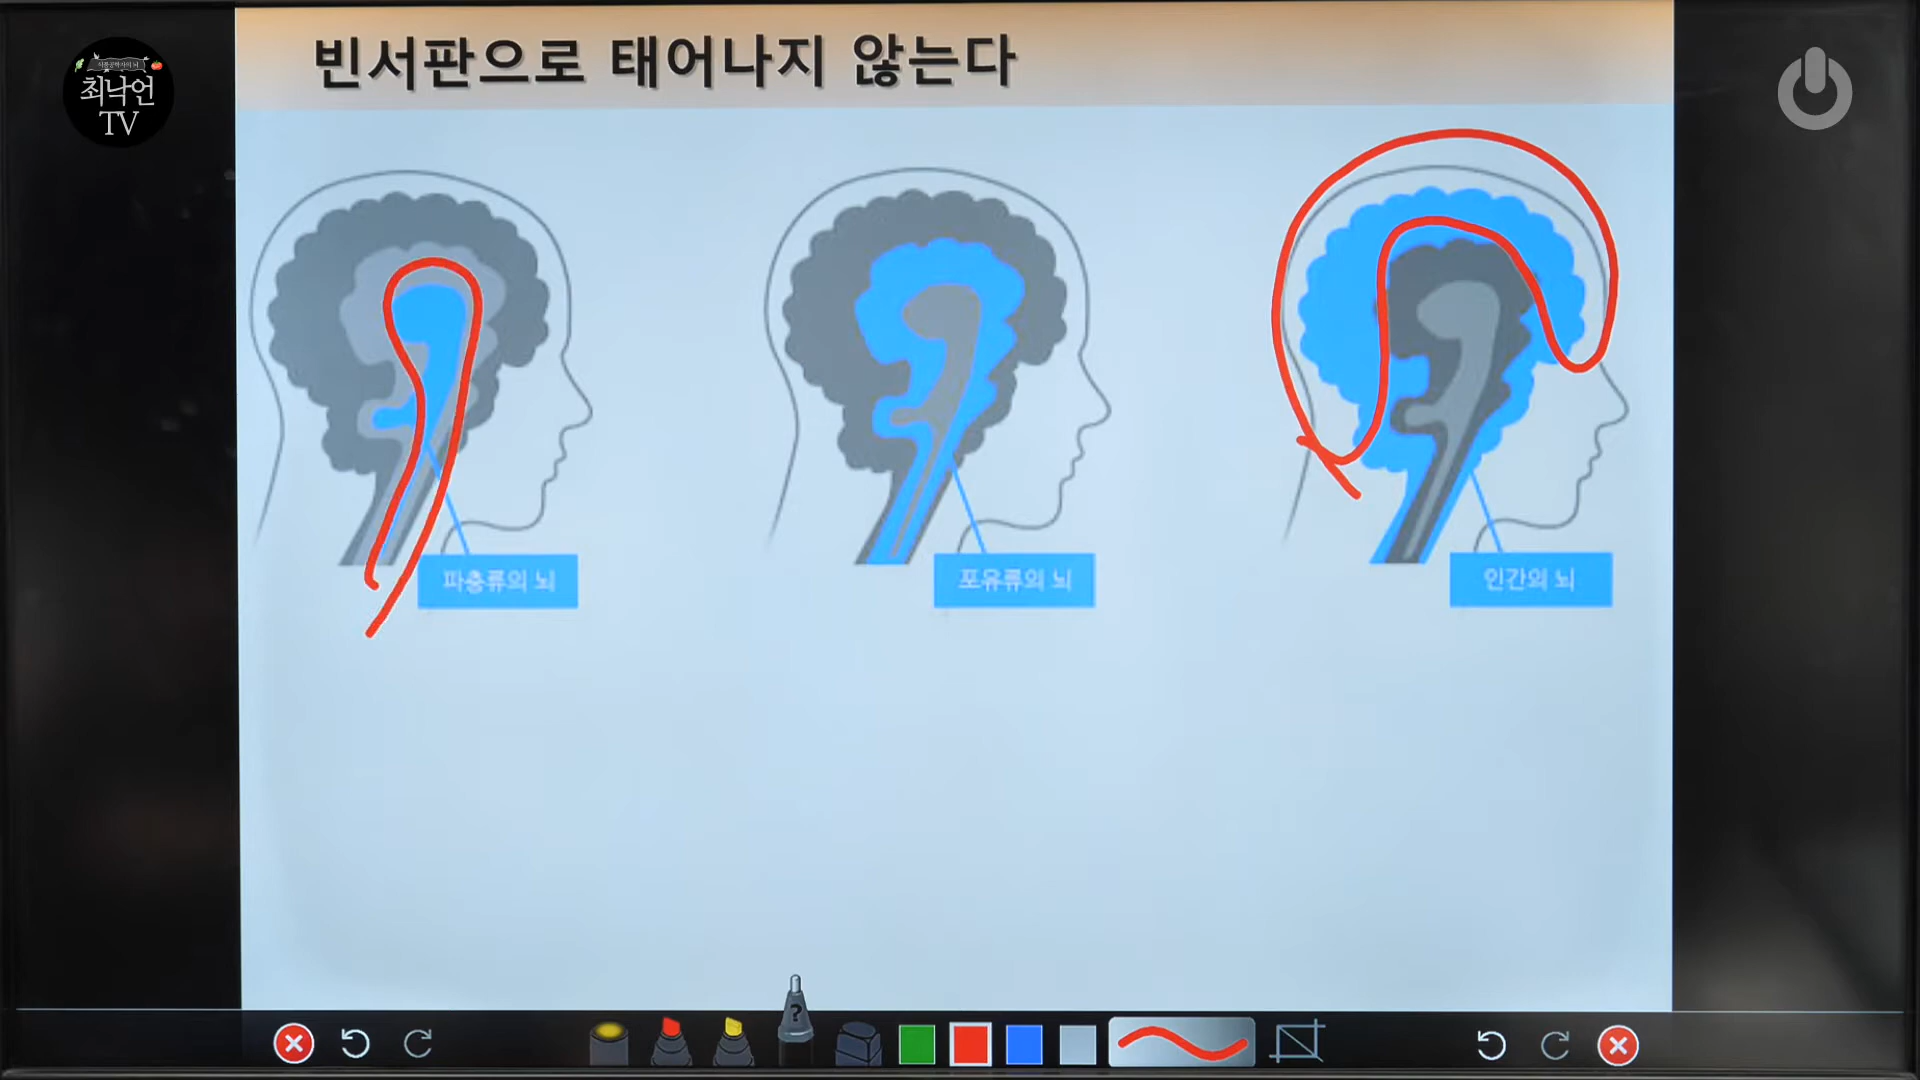 빈서판으로 태어나지 않는다
최낙언
TV
파충류의 뇌
포유류의 뇌
인간의 뇌
?